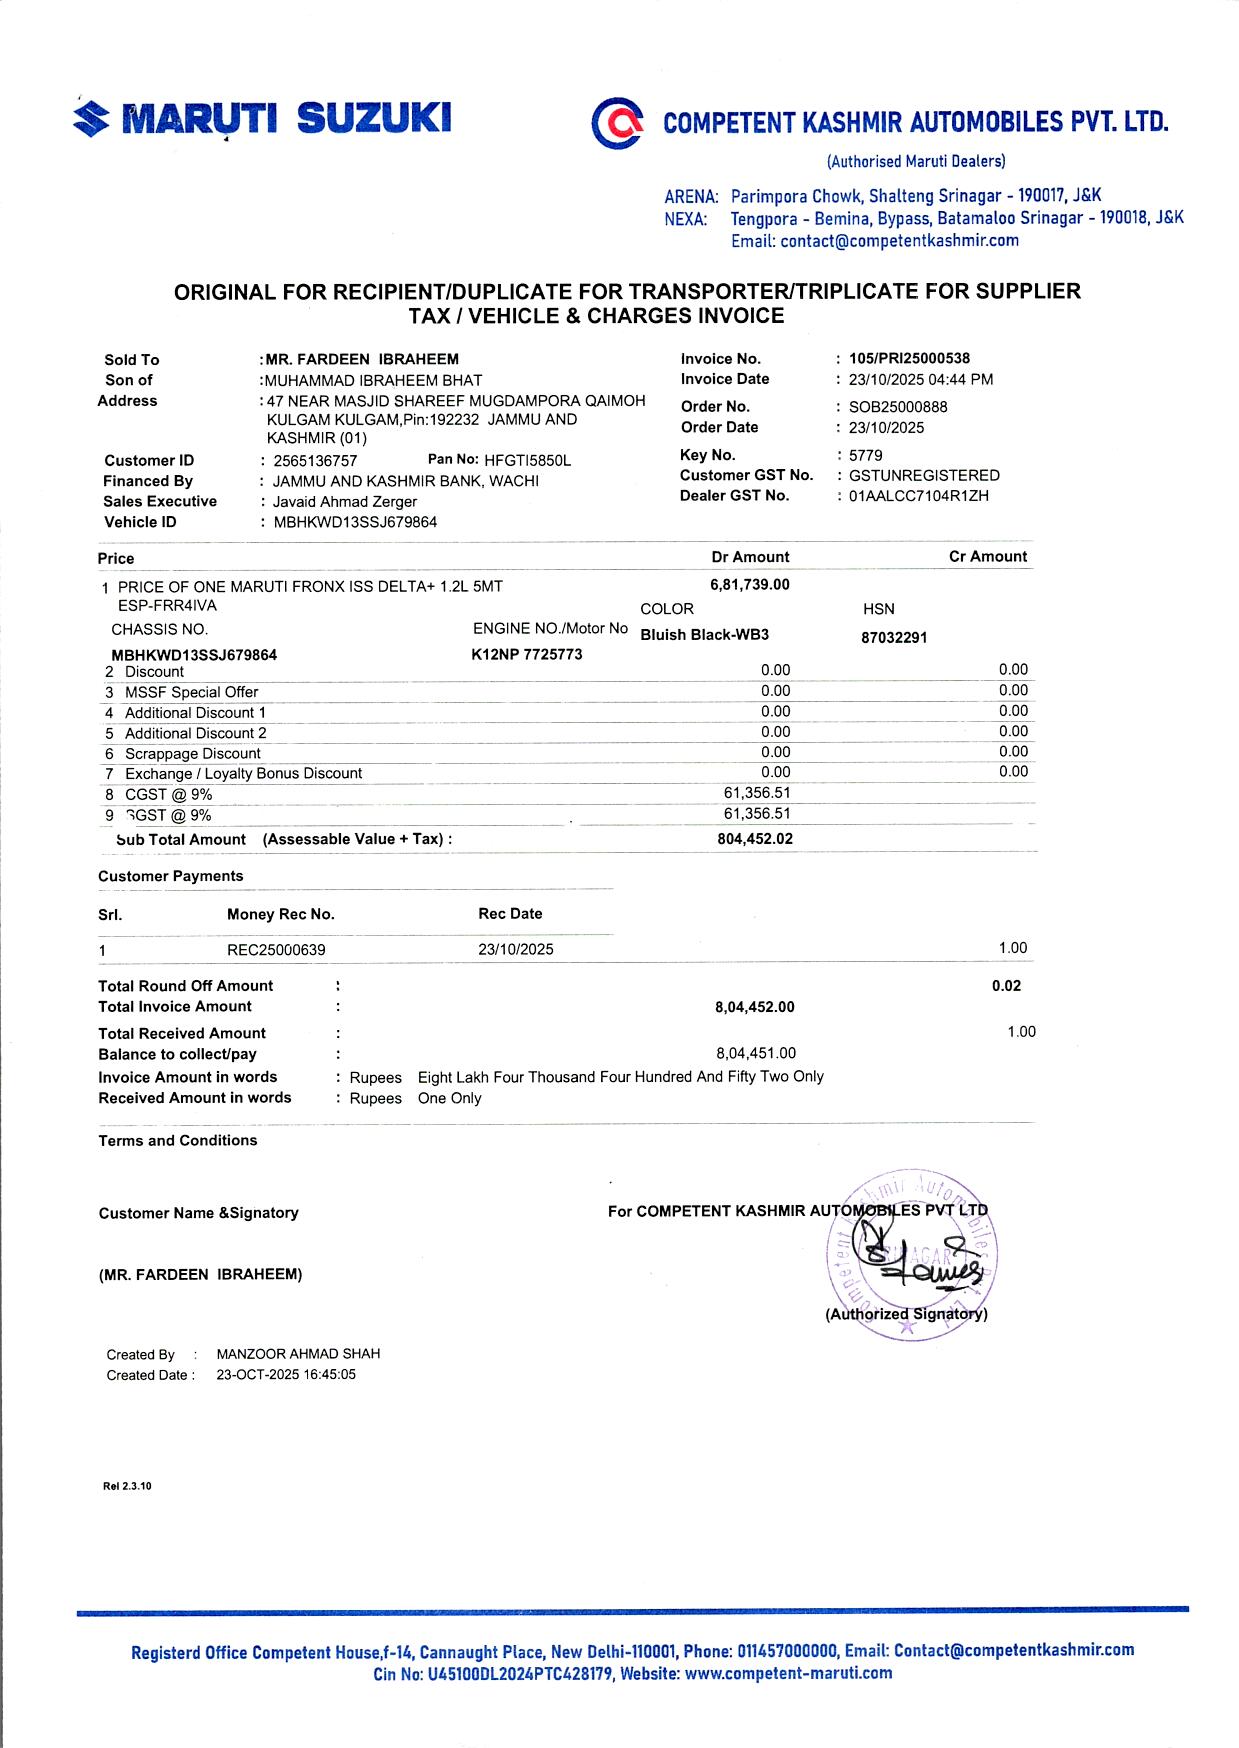 MARUTI SUZUKI
COMPETENT KASHMIR AUTOMOBILES PVT. LTD.
(Authorised Maruti Dealers)
ARENA: Parimpora Chowk, Shalteng Srinagar - 190017, J&K
NEXA: Tengpora - Bemina, Bypass, Batamaloo Srinagar - 190018, J&K
Email: contact@competentkashmir.com
ORIGINAL FOR RECIPIENT/DUPLICATE FOR TRANSPORTER/TRIPLICATE FOR SUPPLIER
TAX / VEHICLE & CHARGES INVOICE
Sold To : MR. FARDEEN IBRAHEEM
Son of : MUHAMMAD IBRAHEEM BHAT
Address : 47 NEAR MASJID SHAREEF MUGDAMPORA QAIMOH
KULGAM KULGAM,Pin:192232 JAMMU AND
KASHMIR (01)
Customer ID : 2565136757 Pan No: HFGTI5850L
Financed By : JAMMU AND KASHMIR BANK, WACHI
Sales Executive : Javaid Ahmad Zerger
Vehicle ID : MBHKWD13SSJ679864
Invoice No. : 105/PRI25000538
Invoice Date : 23/10/2025 04:44 PM
Order No. : SOB25000888
Order Date : 23/10/2025
Key No. : 5779
Customer GST No. : GSTUNREGISTERED
Dealer GST No. : 01AALCC7104R1ZH
Price Dr Amount Cr Amount
1 PRICE OF ONE MARUTI FRONX ISS DELTA+ 1.2L 5MT 6,81,739.00
ESP-FRR4IVA
COLOR HSN
CHASSIS NO. ENGINE NO./Motor No
Bluish Black-WB3 87032291
MBHKWD13SSJ679864 K12NP 7725773
2 Discount 0.00 0.00
3 MSSF Special Offer 0.00 0.00
4 Additional Discount 1 0.00 0.00
5 Additional Discount 2 0.00 0.00
6 Scrappage Discount 0.00 0.00
7 Exchange / Loyalty Bonus Discount 0.00 0.00
8 CGST @ 9% 61,356.51
9 SGST @ 9% 61,356.51
Sub Total Amount (Assessable Value + Tax) : 804,452.02
Customer Payments
Srl. Money Rec No. Rec Date
1 REC25000639 23/10/2025 1.00
Total Round Off Amount : 0.02
Total Invoice Amount : 8,04,452.00
Total Received Amount : 1.00
Balance to collect/pay : 8,04,451.00
Invoice Amount in words : Rupees Eight Lakh Four Thousand Four Hundred And Fifty Two Only
Received Amount in words : Rupees One Only
Terms and Conditions
Customer Name &Signatory
For COMPETENT KASHMIR AUTOMOBILES PVT LTD
Competent Kashmir Automobiles Pvt. Ltd
SRINAGAR
(MR. FARDEEN IBRAHEEM)
(Authorized Signatory)
Created By : MANZOOR AHMAD SHAH
Created Date : 23-OCT-2025 16:45:05
Rel 2.3.10
Registerd Office Competent House,f-14, Cannaught Place, New Delhi-110001, Phone: 011457000000, Email: Contact@competentkashmir.com
Cin No: U45100DL2024PTC428179, Website: www.competent-maruti.com